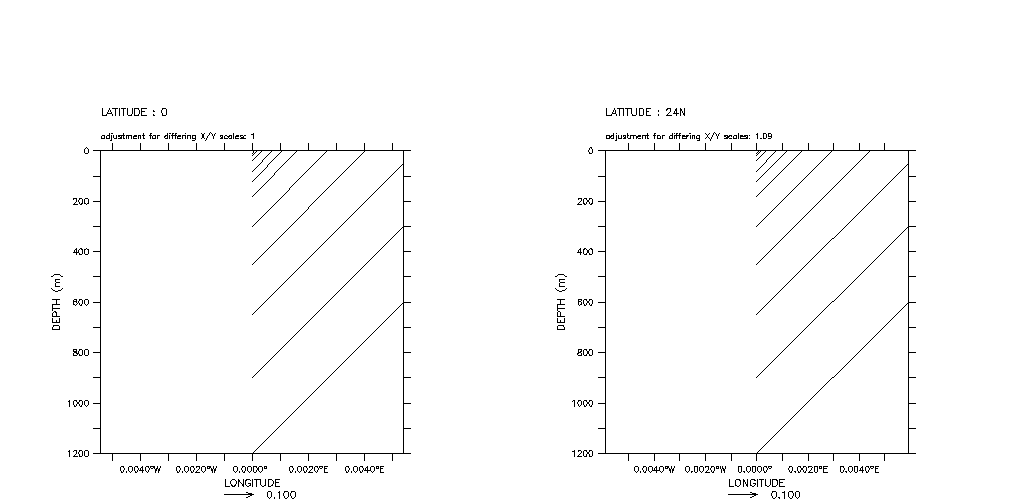 LATITUDE : 0
adjustment for differing X/Y scales: 1
0
200
400
600
800
1000
1200
DEPTH (m)
0.0040°W 0.0020°W 0.0000° 0.0020°E 0.0040°E
LONGITUDE
0.100
LATITUDE : 24N
adjustment for differing X/Y scales: 1.09
0
200
400
600
800
1000
1200
DEPTH (m)
0.0040°W 0.0020°W 0.0000° 0.0020°E 0.0040°E
LONGITUDE
0.100